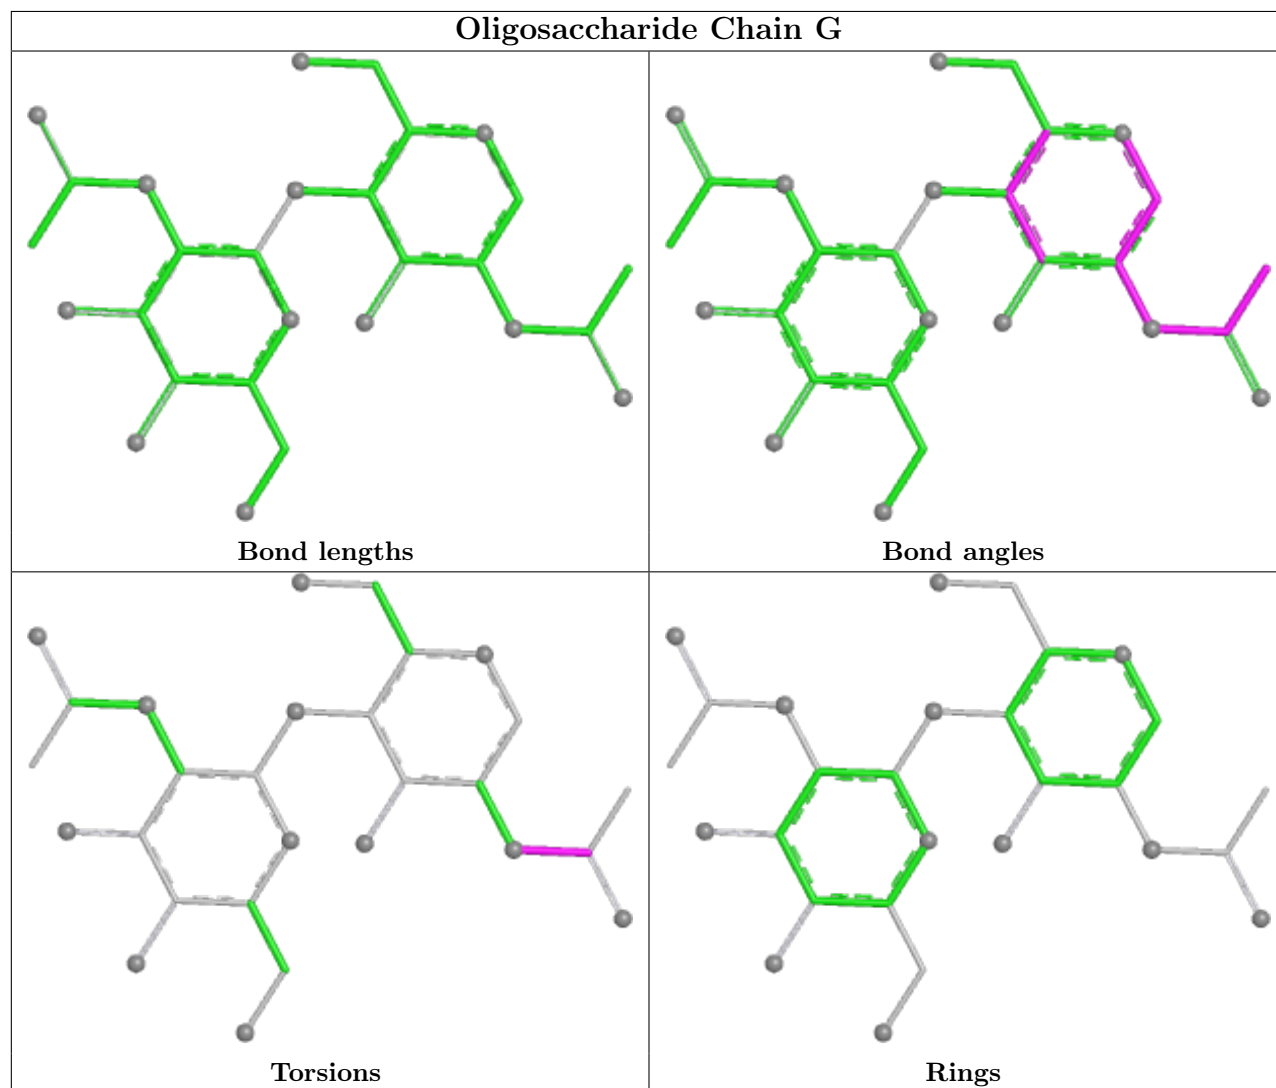 Oligosaccharide Chain G
Bond lengths
Bond angles
Torsions
Rings